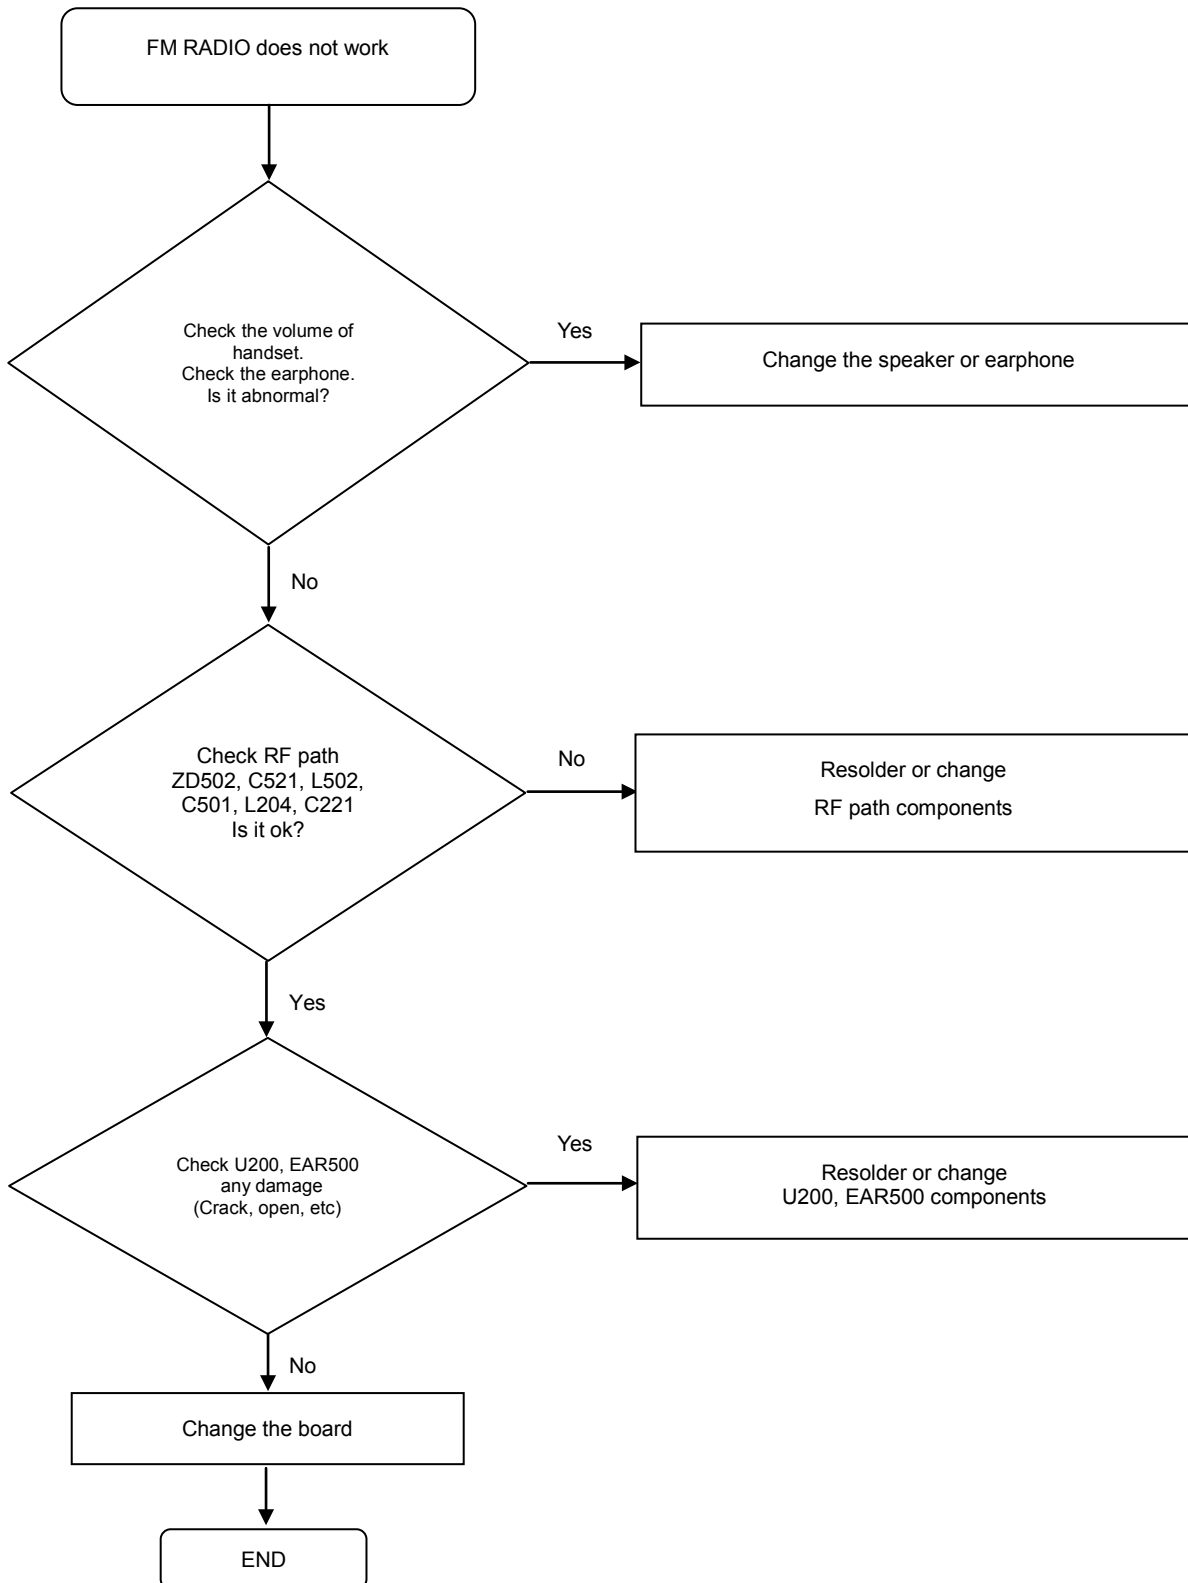 FM RADIO does not work
Check the volume of
handset.
Check the earphone.
Is it abnormal?
Yes
Change the speaker or earphone
No
Check RF path
ZD502, C521, L502,
C501, L204, C221
Is it ok?
No
Resolder or change
RF path components
Yes
Check U200, EAR500
any damage
(Crack, open, etc)
Yes
Resolder or change
U200, EAR500 components
No
Change the board
END